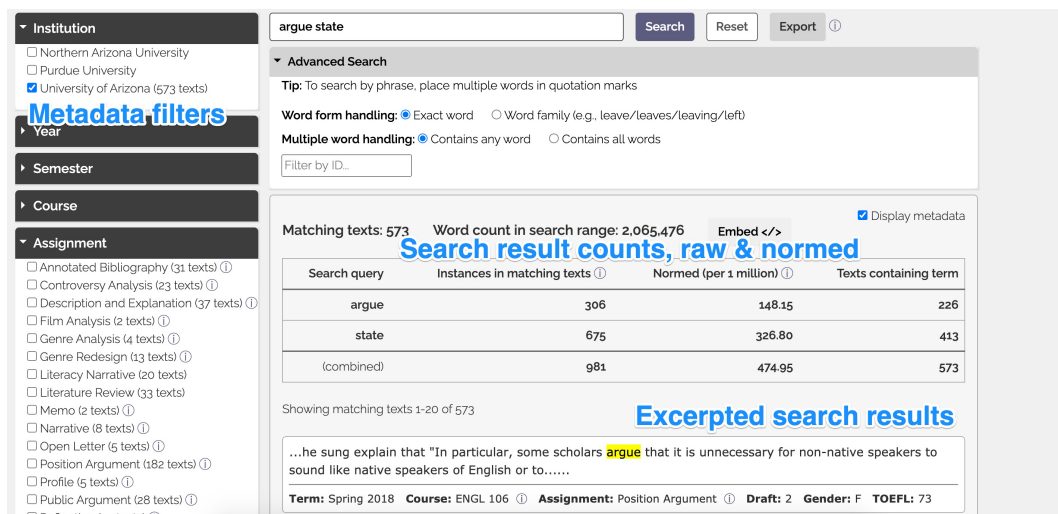 Institution
Northern Arizona University
Purdue University
University of Arizona (573 texts)
Metadata filters
Year
Semester
Course
Assignment
Annotated Bibliography (31 texts) ⓘ
Controversy Analysis (23 texts) ⓘ
Description and Explanation (37 texts) ⓘ
Film Analysis (2 texts) ⓘ
Genre Analysis (4 texts) ⓘ
Genre Redesign (13 texts) ⓘ
Literacy Narrative (20 texts)
Literature Review (33 texts)
Memo (2 texts) ⓘ
Narrative (8 texts) ⓘ
Open Letter (5 texts) ⓘ
Position Argument (182 texts) ⓘ
Profile (5 texts) ⓘ
Public Argument (28 texts) ⓘ
argue state Search Reset Export ⓘ
Advanced Search
Tip: To search by phrase, place multiple words in quotation marks
Word form handling: Exact word Word family (e.g., leave/leaves/leaving/left)
Multiple word handling: Contains any word Contains all words
Filter by ID...
Display metadata
Matching texts: 573 Word count in search range: 2,065,476 Embed </>
Search result counts, raw & normed
Search query Instances in matching texts ⓘ Normed (per 1 million) ⓘ Texts containing term
argue 306 148.15 226
state 675 326.80 413
(combined) 981 474.95 573
Showing matching texts 1-20 of 573
Excerpted search results
...he sung explain that "In particular, some scholars argue that it is unnecessary for non-native speakers to
sound like native speakers of English or to......
Term: Spring 2018 Course: ENGL 106 ⓘ Assignment: Position Argument ⓘ Draft: 2 Gender: F TOEFL: 73